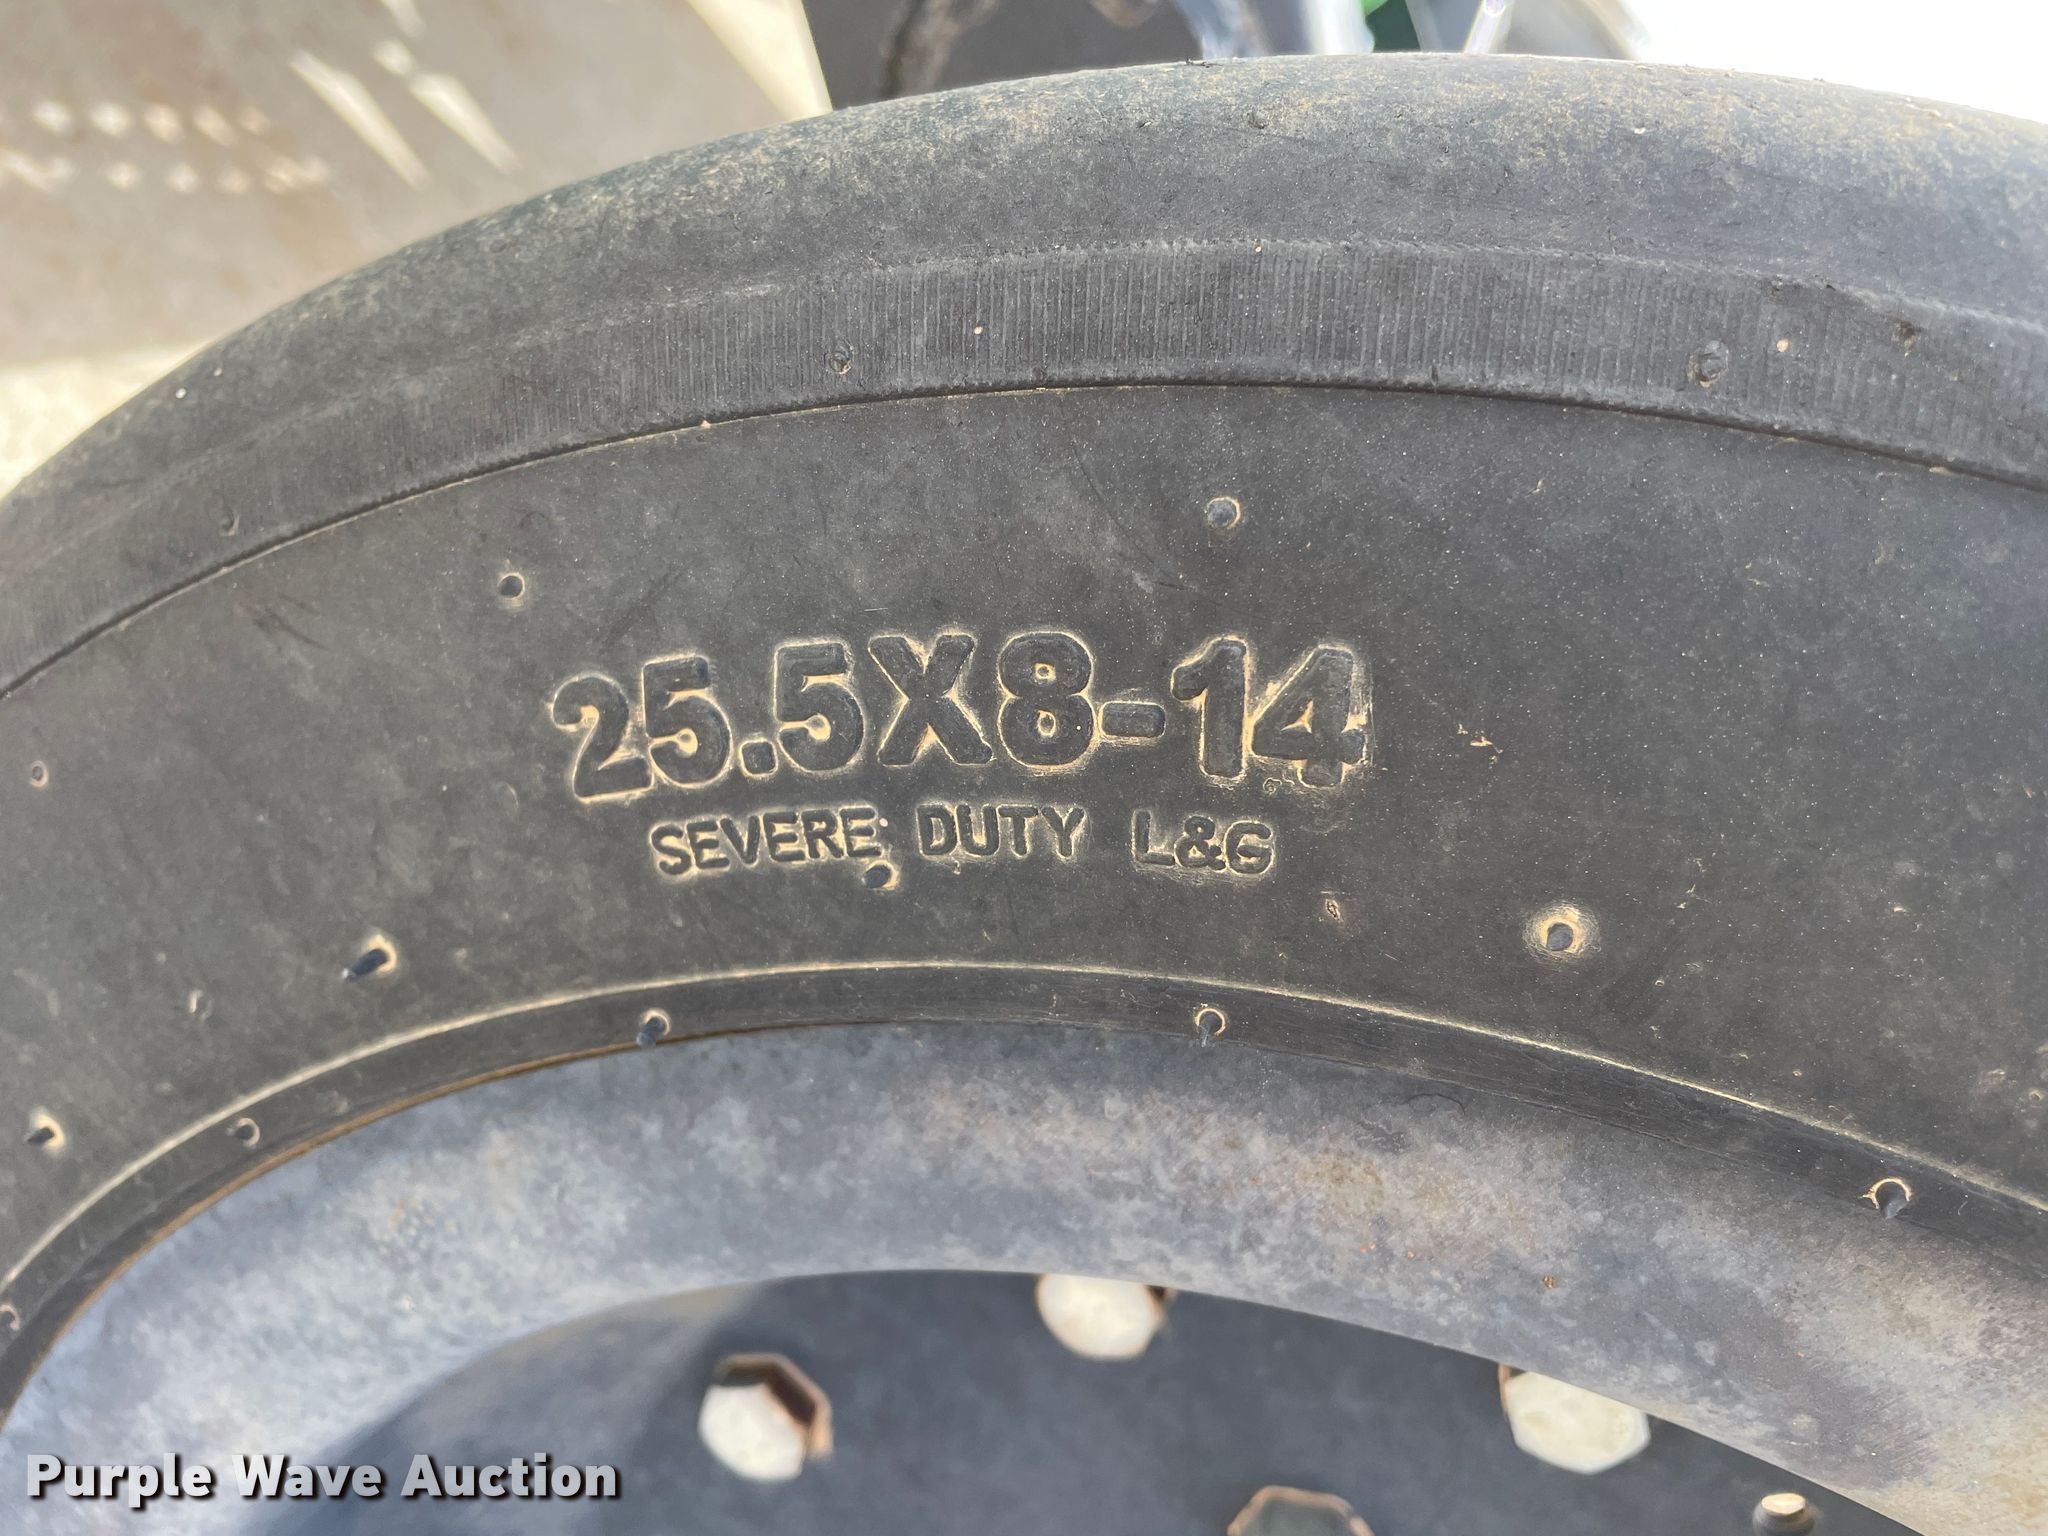 25.5X8-14
SEVERE DUTY L&G
Purple Wave Auction